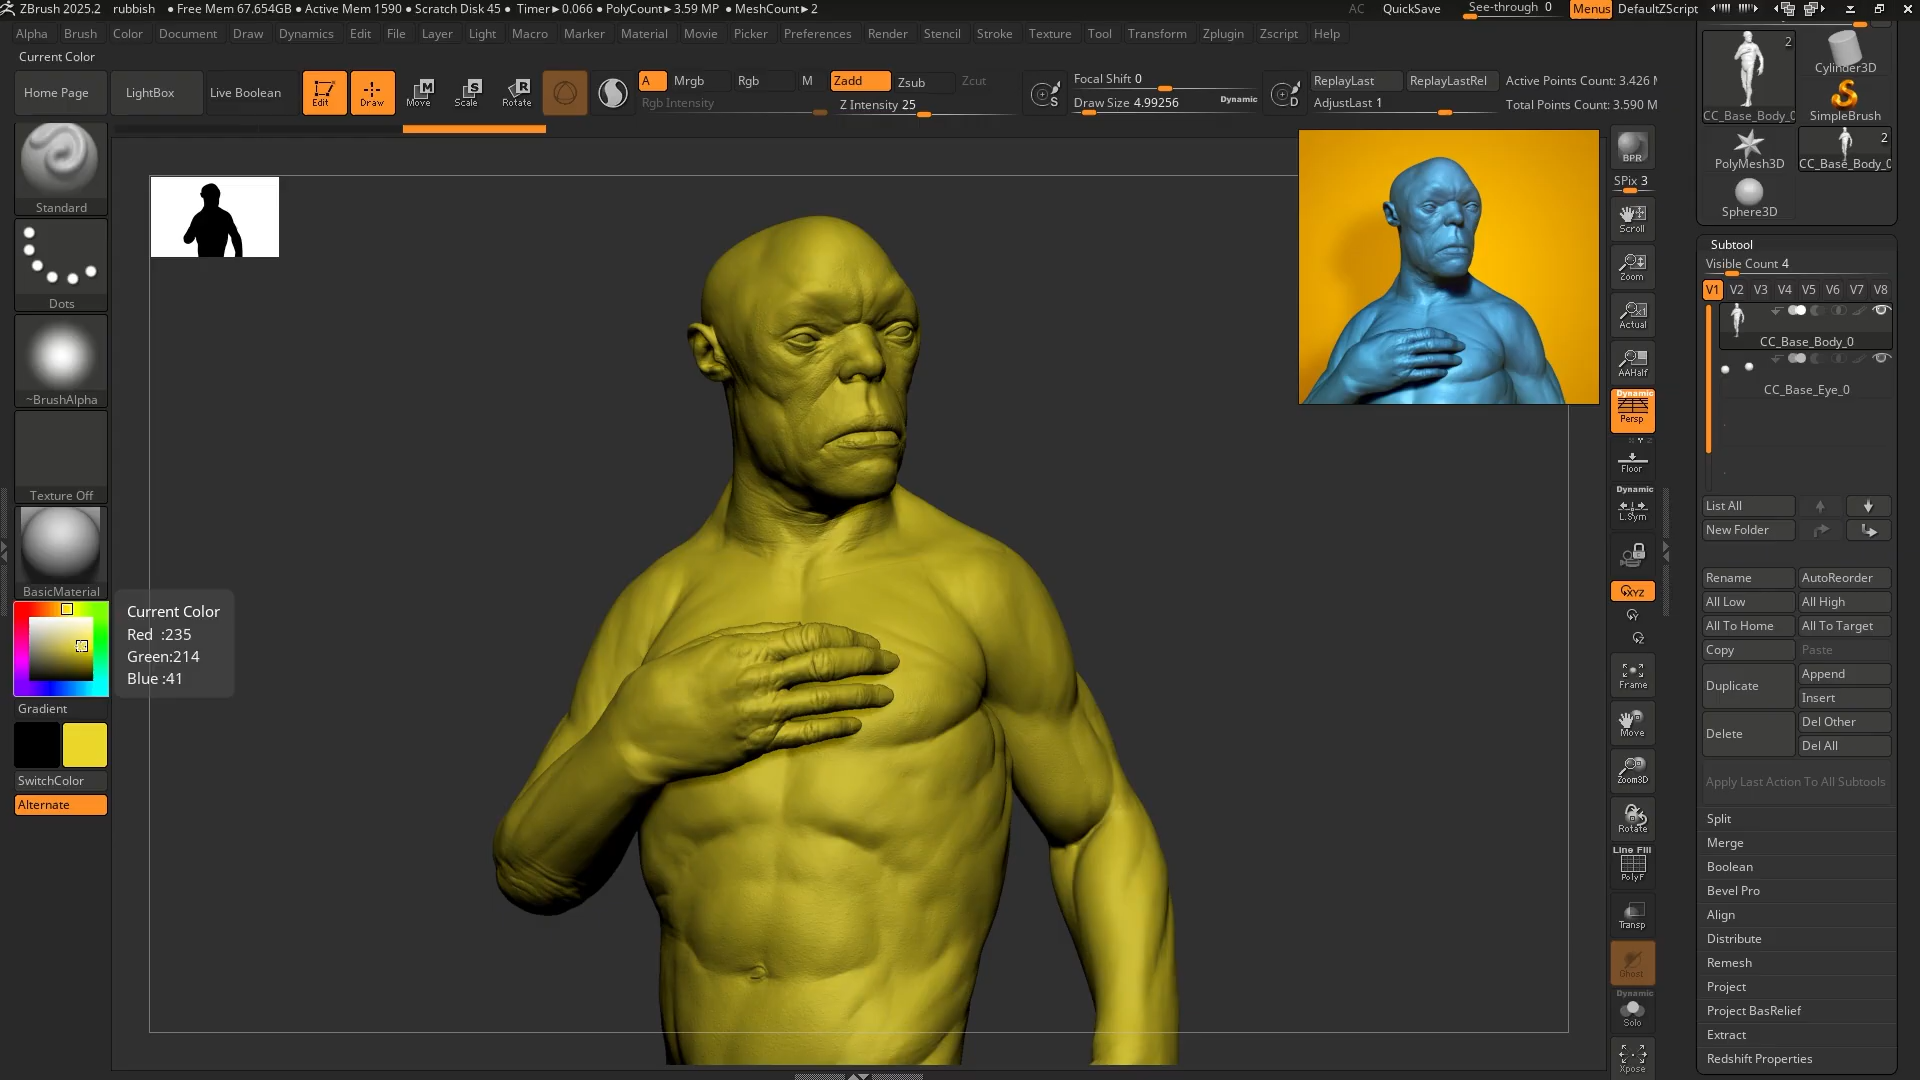 ZBrush 2025.2 rubbish • Free Mem 67.654GB • Active Mem 1590 • Scratch Disk 45 • Timer►0.066 • PolyCount►3.59 MP • MeshCount►2
AC QuickSave See-through 0 Menus DefaultZScript
Alpha Brush Color Document Draw Dynamics Edit File Layer Light Macro Marker Material Movie Picker Preferences Render Stencil Stroke Texture Tool Transform Zplugin Zscript Help
Current Color
Home Page LightBox Live Boolean Edit Draw Move Scale Rotate
A Mrgb Rgb M Zadd Zsub Zcut
Rgb Intensity Z Intensity 25
S Focal Shift 0
Draw Size 4.99256 Dynamic
D ReplayLast ReplayLastRel Active Points Count: 3.426 M
AdjustLast 1 Total Points Count: 3.590 M
Standard
Dots
~BrushAlpha
Texture Off
BasicMaterial
Current Color
Red :235
Green:214
Blue :41
Gradient
SwitchColor
Alternate
BPR
SPix 3
Scroll
Zoom
Actual
AAHalf
Dynamic
Persp
Floor
Dynamic
L.Sym
XYZ
Y
Z
Frame
Move
Zoom3D
Rotate
Line Fill
PolyF
Transp
Ghost
Dynamic
Solo
Xpose
2
CC_Base_Body_0
Cylinder3D
SimpleBrush
PolyMesh3D
2
CC_Base_Body_0
Sphere3D
Subtool
Visible Count 4
V1 V2 V3 V4 V5 V6 V7 V8
CC_Base_Body_0
CC_Base_Eye_0
List All
New Folder
Rename AutoReorder
All Low All High
All To Home All To Target
Copy Paste
Duplicate Append
Insert
Delete Del Other
Del All
Apply Last Action To All Subtools
Split
Merge
Boolean
Bevel Pro
Align
Distribute
Remesh
Project
Project BasRelief
Extract
Redshift Properties